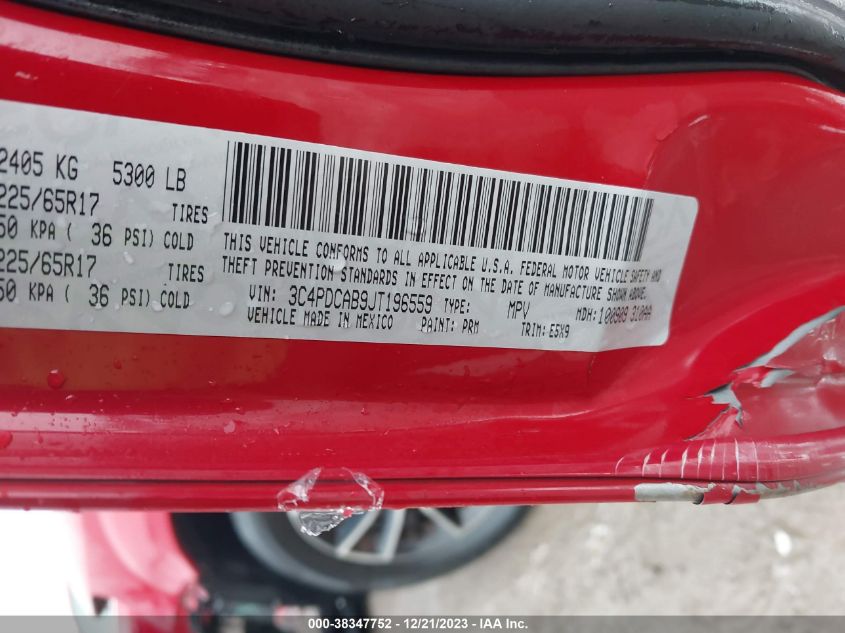 2405 KG 5300 LB
225/65R17 TIRES
50 KPA ( 36 PSI) COLD
225/65R17 TIRES
50 KPA ( 36 PSI) COLD
THIS VEHICLE CONFORMS TO ALL APPLICABLE U.S.A. FEDERAL MOTOR VEHICLE SAFETY AND
THEFT PREVENTION STANDARDS IN EFFECT ON THE DATE OF MANUFACTURE SHOWN ABOVE.
VIN: 3C4PDCAB9JT196559 TYPE: MPV MDH: 100909 310AA
VEHICLE MADE IN MEXICO PAINT: PRM TRIM: E5X9
000-38347752 - 12/21/2023 - IAA Inc.